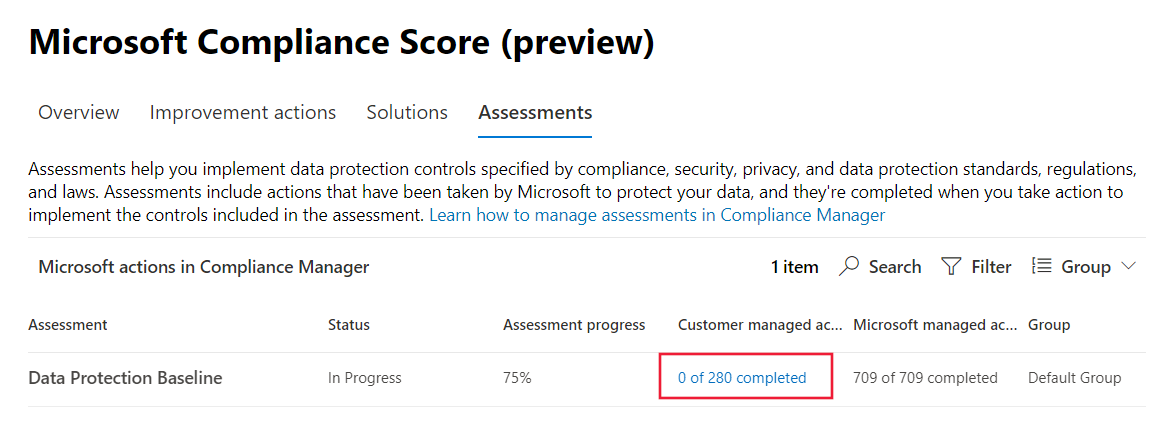 Microsoft Compliance Score (preview)
Overview Improvement actions Solutions Assessments
Assessments help you implement data protection controls specified by compliance, security, privacy, and data protection standards, regulations,
and laws. Assessments include actions that have been taken by Microsoft to protect your data, and they're completed when you take action to
implement the controls included in the assessment. Learn how to manage assessments in Compliance Manager
Microsoft actions in Compliance Manager 1 item Search Filter Group
Assessment Status Assessment progress Customer managed ac... Microsoft managed ac... Group
Data Protection Baseline In Progress 75% 0 of 280 completed 709 of 709 completed Default Group